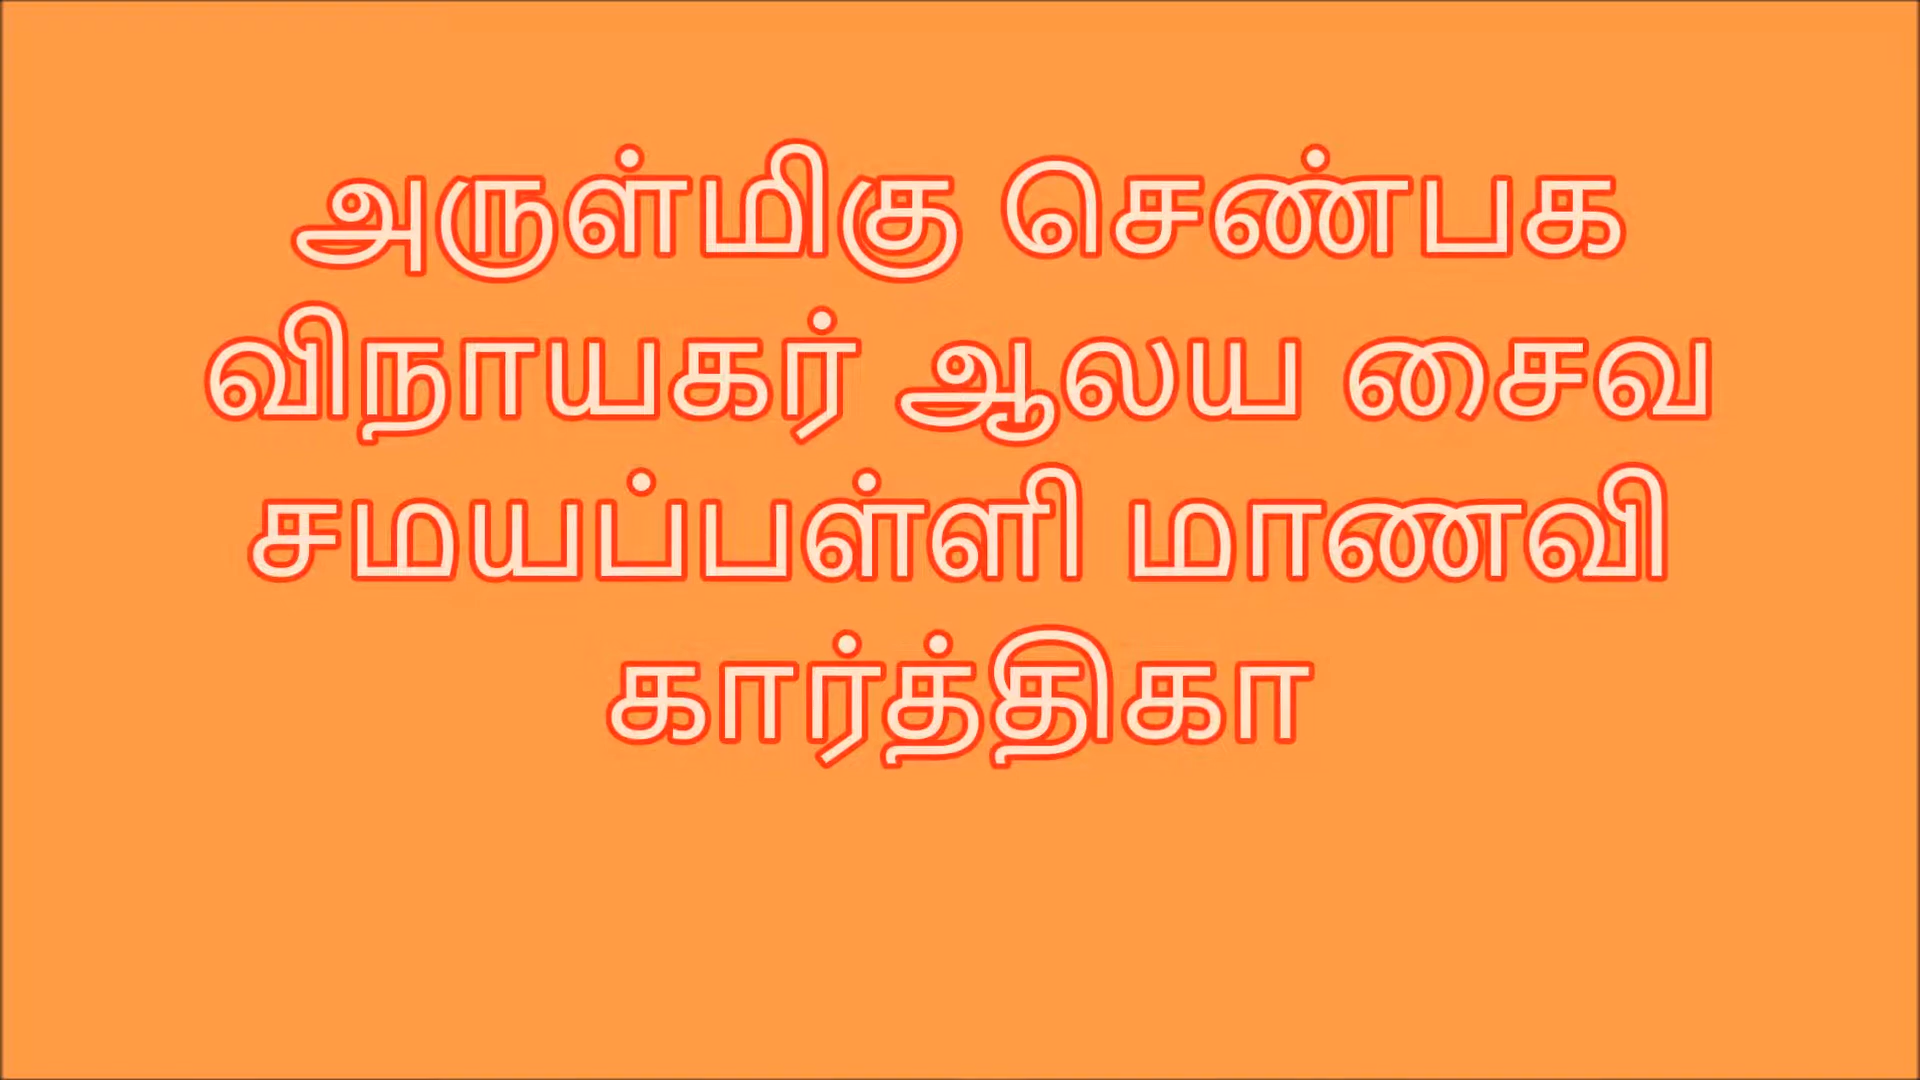 அருள்மிகு செண்பக
விநாயகர் ஆலய சைவ
சமயப்பள்ளி மாணவி
கார்த்திகா